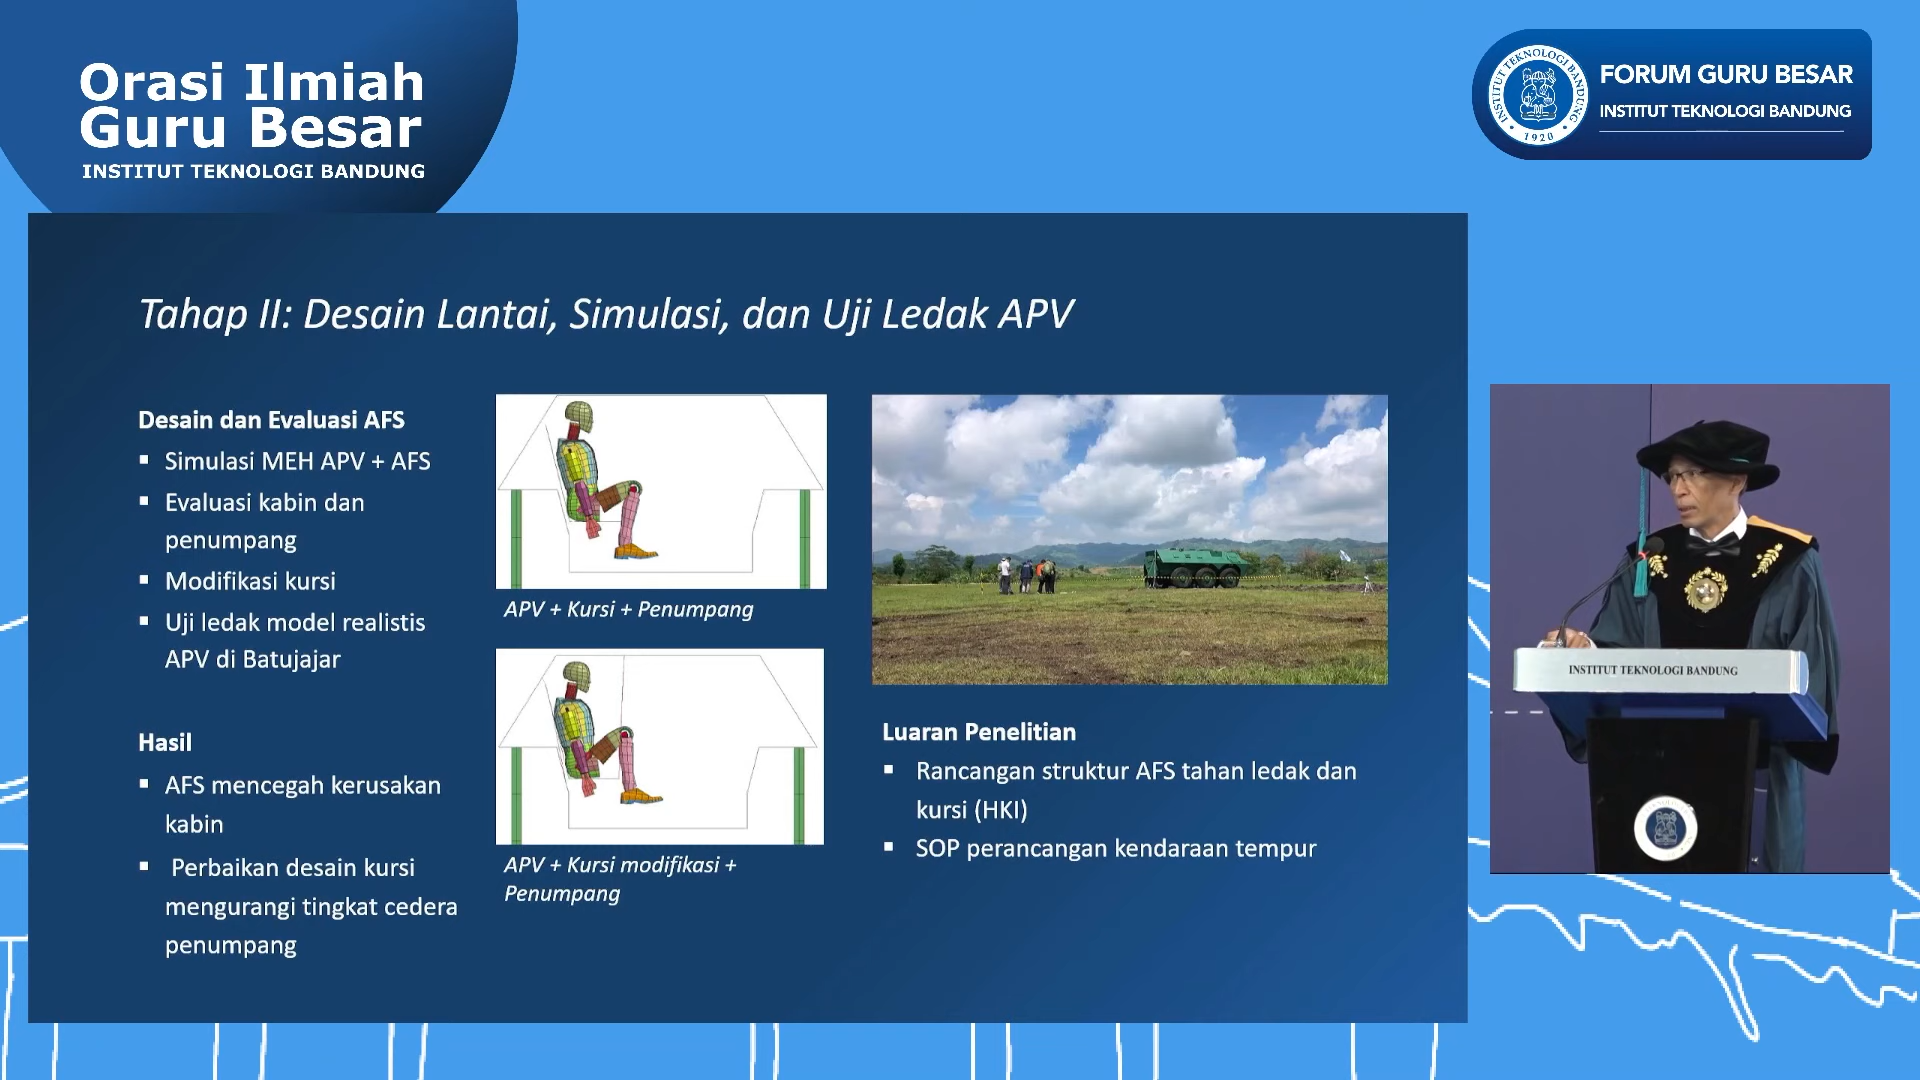 Orasi Ilmiah
Guru Besar
INSTITUT TEKNOLOGI BANDUNG
INSTITUT TEKNOLOGI BANDUNG
1920
FORUM GURU BESAR
INSTITUT TEKNOLOGI BANDUNG
Tahap II: Desain Lantai, Simulasi, dan Uji Ledak APV
Desain dan Evaluasi AFS
▪ Simulasi MEH APV + AFS
▪ Evaluasi kabin dan
penumpang
▪ Modifikasi kursi
▪ Uji ledak model realistis
APV di Batujajar
Hasil
▪ AFS mencegah kerusakan
kabin
▪ Perbaikan desain kursi
mengurangi tingkat cedera
penumpang
APV + Kursi + Penumpang
APV + Kursi modifikasi +
Penumpang
Luaran Penelitian
▪ Rancangan struktur AFS tahan ledak dan
kursi (HKI)
▪ SOP perancangan kendaraan tempur
INSTITUT TEKNOLOGI BANDUNG